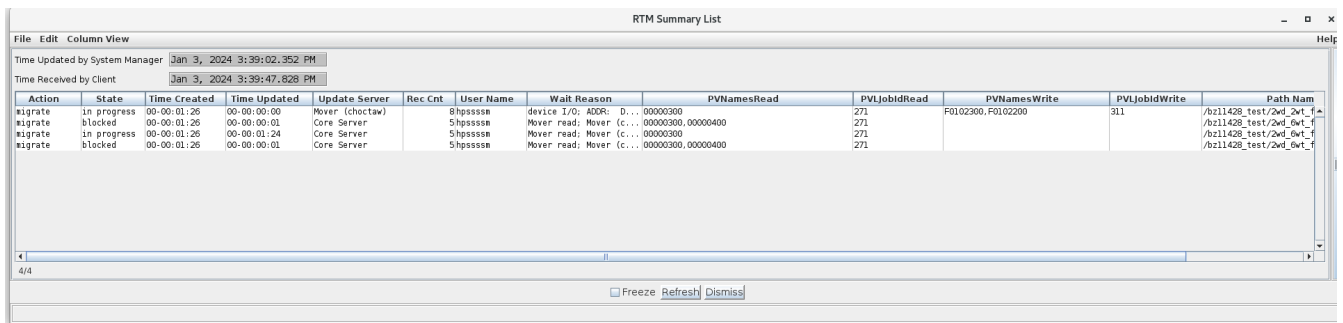 RTM Summary List
File Edit Column View Help
Time Updated by System Manager Jan 3, 2024 3:39:02.352 PM
Time Received by Client Jan 3, 2024 3:39:47.828 PM
Action State Time Created Time Updated Update Server Rec Cnt User Name Wait Reason PVNamesRead PVLJobIdRead PVNamesWrite PVLJobIdWrite Path Nam
migrate in progress 00-00:01:26 00-00:00:00 Mover (choctaw) 8 hpssssm device I/O; ADDR: D... 00000300 271 F0102300,F0102200 311 /bz11428_test/2wd_2wt_f
migrate blocked 00-00:01:26 00-00:00:01 Core Server 5 hpssssm Mover read; Mover (c... 00000300,00000400 271 /bz11428_test/2wd_6wt_f
migrate in progress 00-00:01:26 00-00:01:24 Core Server 5 hpssssm Mover read; Mover (c... 00000300 271 /bz11428_test/2wd_6wt_f
migrate blocked 00-00:01:26 00-00:00:01 Core Server 5 hpssssm Mover read; Mover (c... 00000300,00000400 271 /bz11428_test/2wd_6wt_f
4/4
Freeze Refresh Dismiss